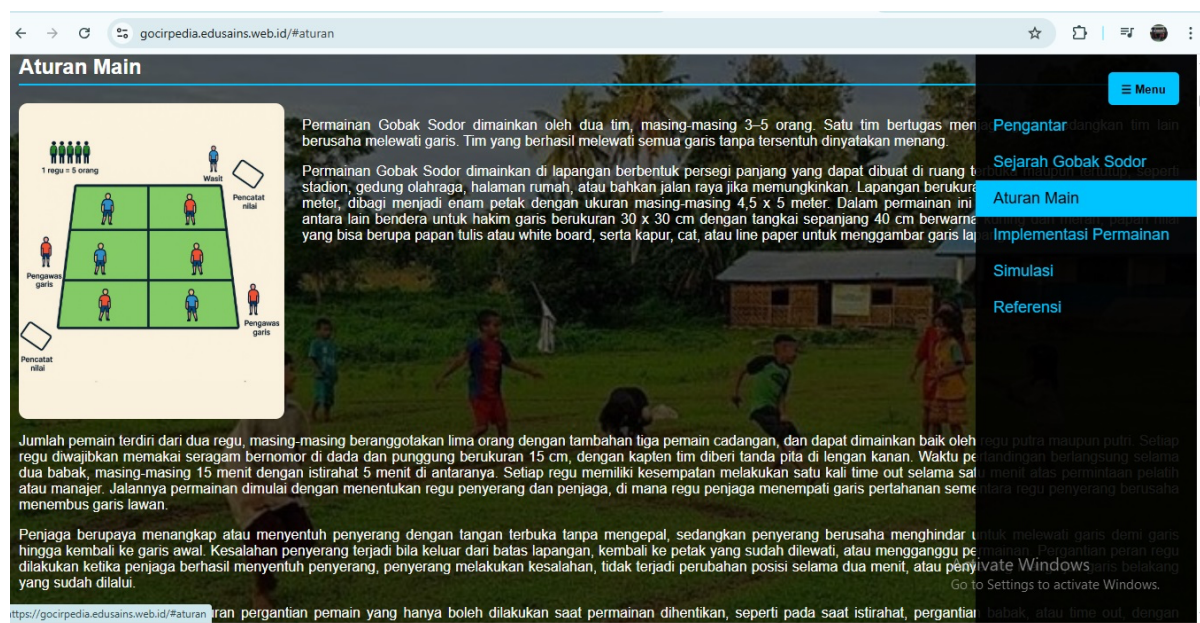 gocirpedia.edusains.web.id/#aturan
Aturan Main
☰ Menu
Pengantar
Sejarah Gobak Sodor
Aturan Main
Implementasi Permainan
Simulasi
Referensi
1 regu = 5 orang
Wasit
Pencatat
nilai
Pengawas
garis
Pengawas
garis
Pencatat
nilai
Permainan Gobak Sodor dimainkan oleh dua tim, masing-masing 3–5 orang. Satu tim bertugas men
berusaha melewati garis. Tim yang berhasil melewati semua garis tanpa tersentuh dinyatakan menang.
Permainan Gobak Sodor dimainkan di lapangan berbentuk persegi panjang yang dapat dibuat di ruang terbuka maupun tertutup, seperti
stadion, gedung olahraga, halaman rumah, atau bahkan jalan raya jika memungkinkan. Lapangan berukura
meter, dibagi menjadi enam petak dengan ukuran masing-masing 4,5 x 5 meter. Dalam permainan ini
antara lain bendera untuk hakim garis berukuran 30 x 30 cm dengan tangkai sepanjang 40 cm berwarna
yang bisa berupa papan tulis atau white board, serta kapur, cat, atau line paper untuk menggambar garis lap
Jumlah pemain terdiri dari dua regu, masing-masing beranggotakan lima orang dengan tambahan tiga pemain cadangan, dan dapat dimainkan baik oleh regu putra maupun putri. Setiap
regu diwajibkan memakai seragam bernomor di dada dan punggung berukuran 15 cm, dengan kapten tim diberi tanda pita di lengan kanan. Waktu pertandingan berlangsung selama
dua babak, masing-masing 15 menit dengan istirahat 5 menit di antaranya. Setiap regu memiliki kesempatan melakukan satu kali time out selama satu menit atas permintaan pelatih
atau manajer. Jalannya permainan dimulai dengan menentukan regu penyerang dan penjaga, di mana regu penjaga menempati garis pertahanan sementara regu penyerang berusaha
menembus garis lawan.
Penjaga berupaya menangkap atau menyentuh penyerang dengan tangan terbuka tanpa mengepal, sedangkan penyerang berusaha menghindar untuk melewati garis demi garis
hingga kembali ke garis awal. Kesalahan penyerang terjadi bila keluar dari batas lapangan, kembali ke petak yang sudah dilewati, atau mengganggu permainan. Pergantian peran regu
dilakukan ketika penjaga berhasil menyentuh penyerang, penyerang melakukan kesalahan, tidak terjadi perubahan posisi selama dua menit, atau peny garis belakang
yang sudah dilalui.
Activate Windows
Go to Settings to activate Windows.
https://gocirpedia.edusains.web.id/#aturan
ran pergantian pemain yang hanya boleh dilakukan saat permainan dihentikan, seperti pada saat istirahat, pergantian babak, atau time out, dengan